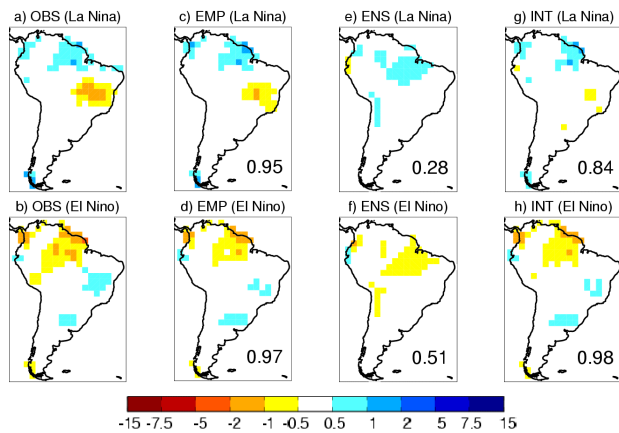 a) OBS (La Nina) c) EMP (La Nina) e) ENS (La Nina) g) INT (La Nina)
0.95 0.28 0.84
b) OBS (El Nino) d) EMP (El Nino) f) ENS (El Nino) h) INT (El Nino)
0.97 0.51 0.98
-15 -7.5 -5 -2 -1 -0.5 0.5 1 2 5 7.5 15